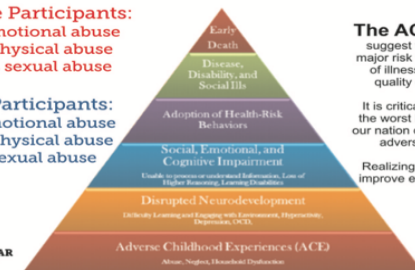 Participants:
emotional abuse
physical abuse
sexual abuse
Participants:
emotional abuse
physical abuse
sexual abuse
Early
Death
Disease,
Disability, and
Social Ills
Adoption of Health-Risk
Behaviors
Social, Emotional, and
Cognitive Impairment
Unable to process or understand Information, Loss of
Higher Reasoning, Learning Disabilities
Disrupted Neurodevelopment
Difficulty Learning and Engaging with Environment, Hyperactivity,
Depression, OCD,
Adverse Childhood Experiences (ACE)
Abuse, Neglect, Household Dysfunction
The AC
suggest
major risk
of illness
quality
It is critica
the worst
our nation
advers
Realizing
improve e
AR